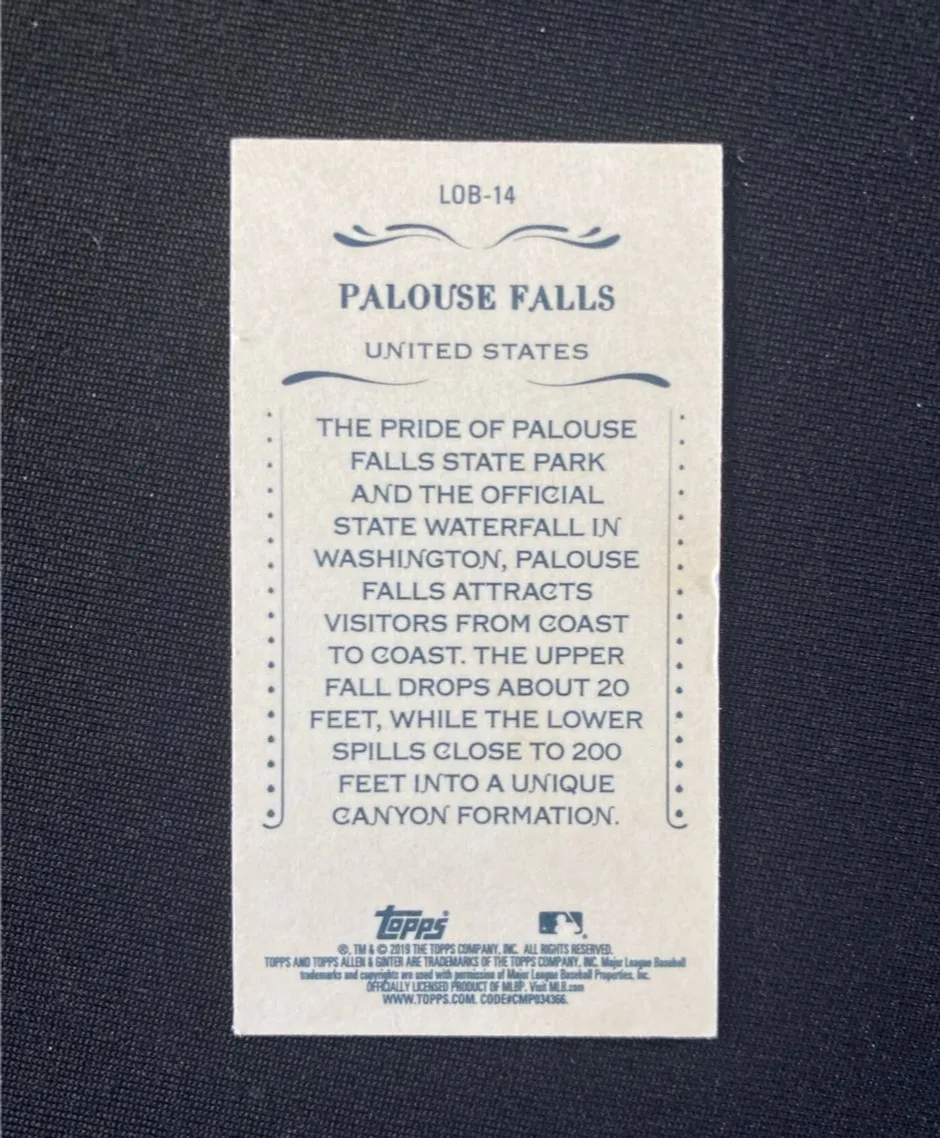 LOB-14
PALOUSE FALLS
UNITED STATES
THE PRIDE OF PALOUSE
FALLS STATE PARK
AND THE OFFICIAL
STATE WATERFALL IN
WASHINGTON, PALOUSE
FALLS ATTRACTS
VISITORS FROM COAST
TO COAST. THE UPPER
FALL DROPS ABOUT 20
FEET, WHILE THE LOWER
SPILLS CLOSE TO 200
FEET INTO A UNIQUE
CANYON FORMATION.
topps
®, TM & © 2019 THE TOPPS COMPANY, INC. ALL RIGHTS RESERVED.
TOPPS AND TOPPS ALLEN & GINTER ARE TRADEMARKS OF THE TOPPS COMPANY, INC. Major League Baseball
trademarks and copyrights are used with permission of Major League Baseball Properties, Inc.
OFFICIALLY LICENSED PRODUCT OF MLBP. Visit MLB.com
WWW.TOPPS.COM. CODE#CMP034366.